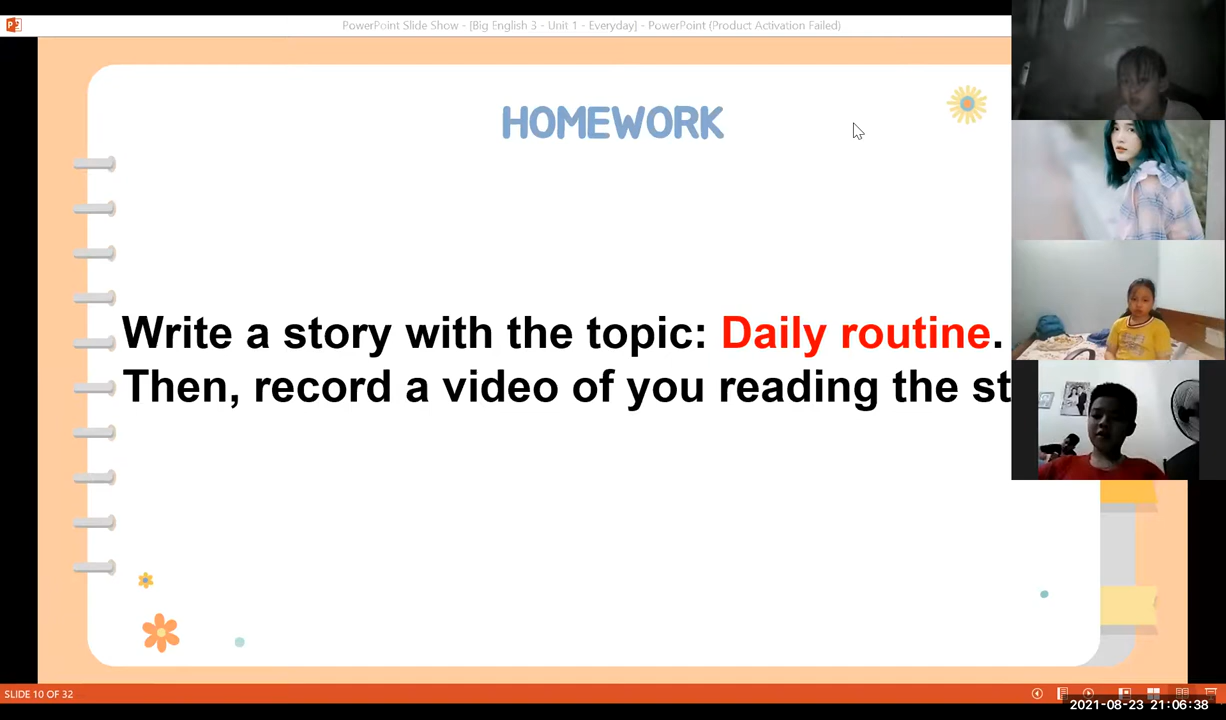 PowerPoint Slide Show - [Big English 3 - Unit 1 - Everyday] - PowerPoint (Product Activation Failed)
HOMEWORK
Write a story with the topic: Daily routine.
Then, record a video of you reading the st
SLIDE 10 OF 32
2021-08-23 21:06:38